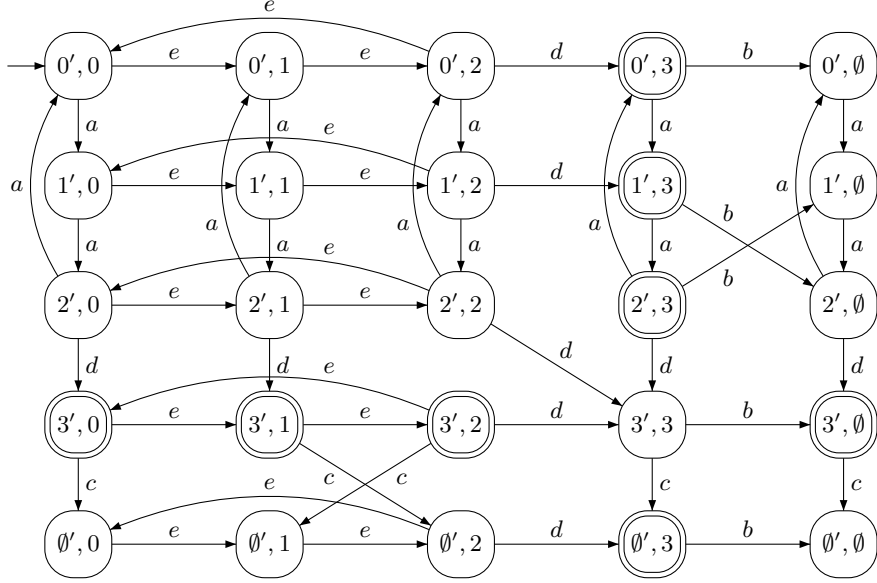 e
0′, 0 e 0′, 1 e 0′, 2 d 0′, 3 b 0′, ∅
a a e a a a
1′, 0 e 1′, 1 e 1′, 2 d 1′, 3 b 1′, ∅
a a a a a
a a e a a a b
2′, 0 e 2′, 1 e 2′, 2 2′, 3 2′, ∅
d d e d d d
3′, 0 e 3′, 1 e 3′, 2 d 3′, 3 b 3′, ∅
c e c c c c
∅′, 0 e ∅′, 1 e ∅′, 2 d ∅′, 3 b ∅′, ∅